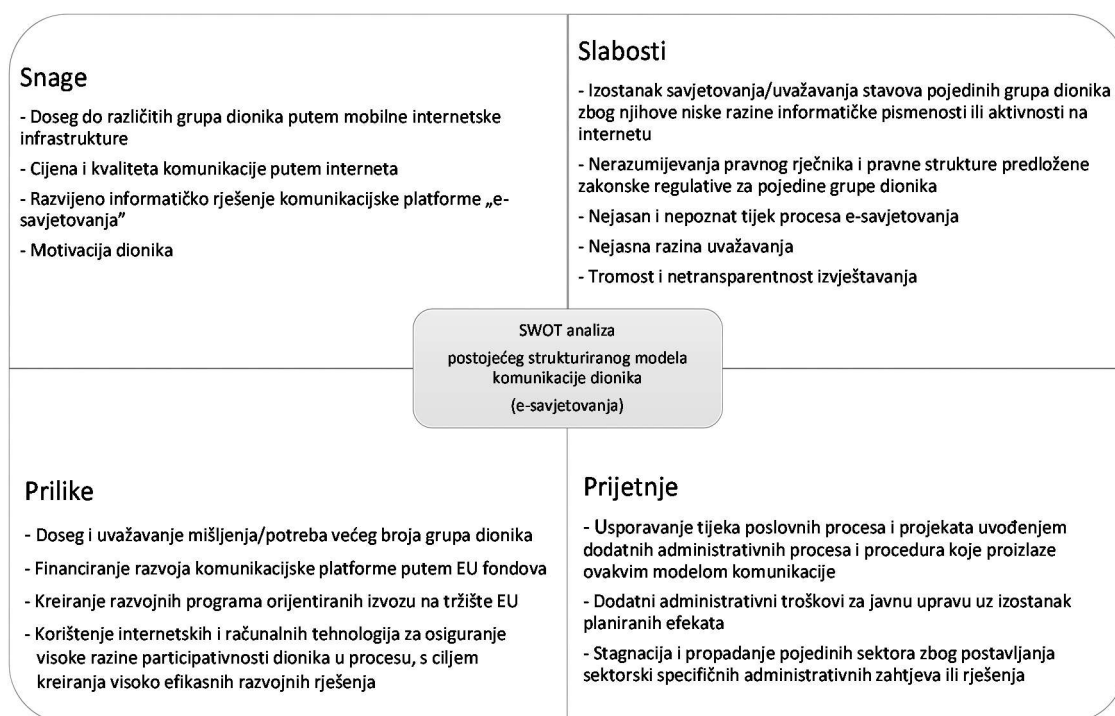 Snage
- Doseg do različitih grupa dionika putem mobilne internetske
infrastrukture
- Cijena i kvaliteta komunikacije putem interneta
- Razvijeno informatičko rješenje komunikacijske platforme „e-
savjetovanja”
- Motivacija dionika
Slabosti
- Izostanak savjetovanja/uvažavanja stavova pojedinih grupa dionika
zbog njihove niske razine informatičke pismenosti ili aktivnosti na
internetu
- Nerazumijevanja pravnog rječnika i pravne strukture predložene
zakonske regulative za pojedine grupe dionika
- Nejasan i nepoznat tijek procesa e-savjetovanja
- Nejasna razina uvažavanja
- Tromost i netransparentnost izvještavanja
SWOT analiza
postojećeg strukturiranog modela
komunikacije dionika
(e-savjetovanja)
Prilike
- Doseg i uvažavanje mišljenja/potreba većeg broja grupa dionika
- Financiranje razvoja komunikacijske platforme putem EU fondova
- Kreiranje razvojnih programa orijentiranih izvozu na tržište EU
- Korištenje internetskih i računalnih tehnologija za osiguranje
visoke razine participativnosti dionika u procesu, s ciljem
kreiranja visoko efikasnih razvojnih rješenja
Prijetnje
- Usporavanje tijeka poslovnih procesa i projekata uvođenjem
dodatnih administrativnih procesa i procedura koje proizlaze
ovakvim modelom komunikacije
- Dodatni administrativni troškovi za javnu upravu uz izostanak
planiranih efekata
- Stagnacija i propadanje pojedinih sektora zbog postavljanja
sektorski specifičnih administrativnih zahtjeva ili rješenja